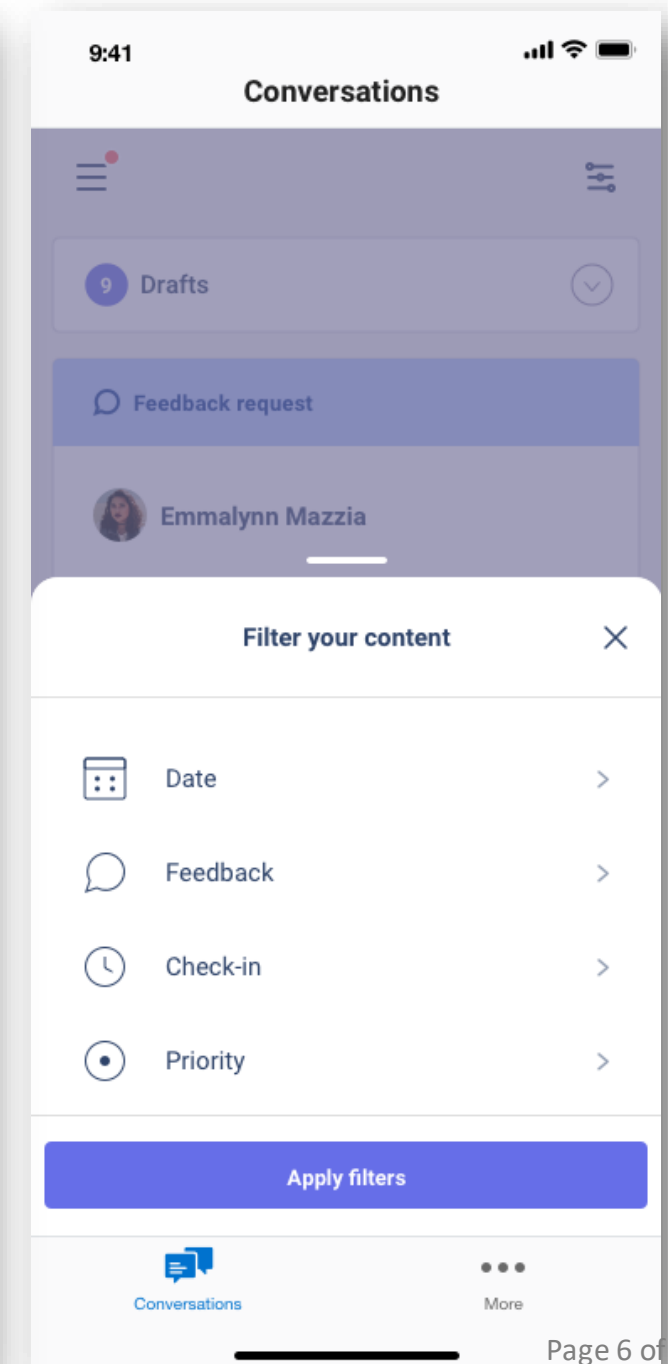 9:41
Conversations
9 Drafts
Feedback request
Emmalynn Mazzia
Filter your content
Date
Feedback
Check-in
Priority
Apply filters
Conversations More
Page 6 of